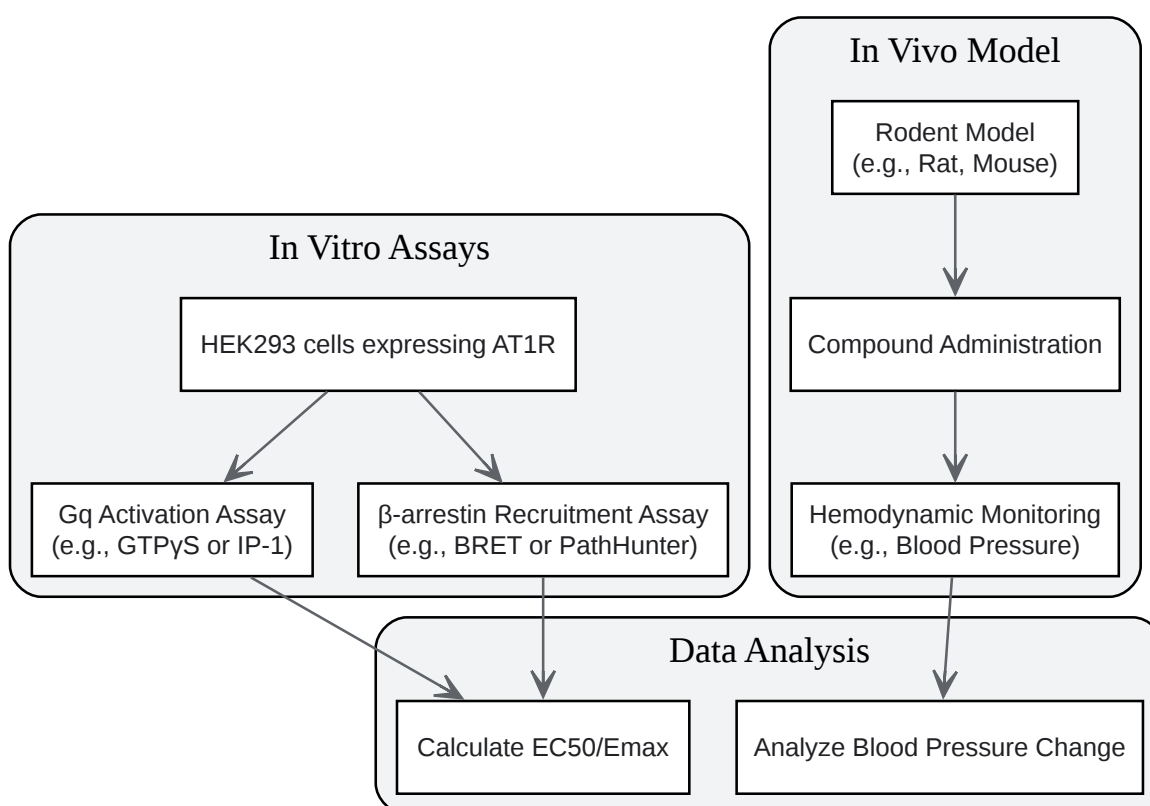 In Vivo Model
Rodent Model
(e.g., Rat, Mouse)
In Vitro Assays
HEK293 cells expressing AT1R
Compound Administration
Gq Activation Assay
(e.g., GTPγS or IP-1)
β-arrestin Recruitment Assay
(e.g., BRET or PathHunter)
Hemodynamic Monitoring
(e.g., Blood Pressure)
Data Analysis
Calculate EC50/Emax
Analyze Blood Pressure Change